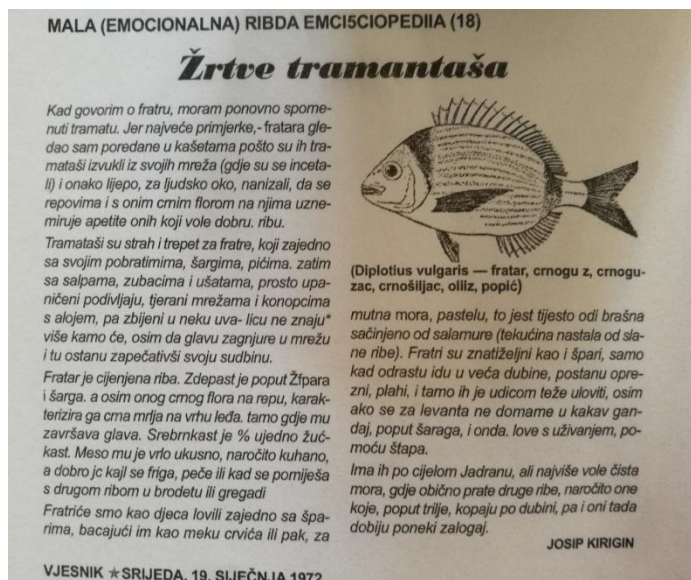 MALA (EMOCIONALNA) RIBDA EMCI5CIOPEDIIA (18)
Žrtve tramantaša
Kad govorim o fratru, moram ponovno spome-
nuti tramatu. Jer najveće primjerke,- fratara gle-
dao sam poredane u kašetama pošto su ih tra-
mataši izvukli iz svojih mreža (gdje su se inceta-
li) i onako lijepo, za ljudsko oko, nanizali, da se
repovima i s onim crnim florom na njima uzne-
miruje apetite onih koji vole dobru. ribu.
Tramataši su strah i trepet za fratre, koji zajedno
sa svojim pobratimima, šargima, pićima. zatim
sa salpama, zubacima i ušatama, prosto upa-
ničeni podivljaju, tjerani mrežama i konopcima
s alojem, pa zbijeni u neku uva- licu ne znaju*
više kamo će, osim da glavu zagnjure u mrežu
i tu ostanu zapečativši svoju sudbinu.
Fratar je cijenjena riba. Zdepast je poput Žfpara
i šarga. a osim onog crnog flora na repu, karak-
terizira ga crna mrlja na vrhu leđa. tamo gdje mu
završava glava. Srebrnkast je % ujedno žuć-
kast. Meso mu je vrlo ukusno, naročito kuhano,
a dobro jc kajl se friga, peče ili kad se pomiješa
s drugom ribom u brodetu ili gregadi
Fratriće smo kao djeca lovili zajedno sa špa-
rima, bacajući im kao meku crvića ili pak, za
VJESNIK ★SRIJEDA, 19. SIJEČNJA 1972
(Diplotius vulgaris — fratar, crnogu z, crnogu-
zac, crnošiljac, oliiz, popić)
mutna mora, pastelu, to jest tijesto odi brašna
sačinjeno od salamure (tekućina nastala od sla-
ne ribe). Fratri su znatiželjni kao i špari, samo
kad odrastu idu u veća dubine, postanu opre-
zni, plahi, i tamo ih je udicom teže uloviti, osim
ako se za levanta ne domame u kakav gan-
daj, poput šaraga, i onda. love s uživanjem, po-
moću štapa.
Ima ih po cijelom Jadranu, ali najviše vole čista
mora, gdje obično prate druge ribe, naročito one
koje, poput trilje, kopaju po dubini, pa i oni tada
dobiju poneki zalogaj.
JOSIP KIRIGIN